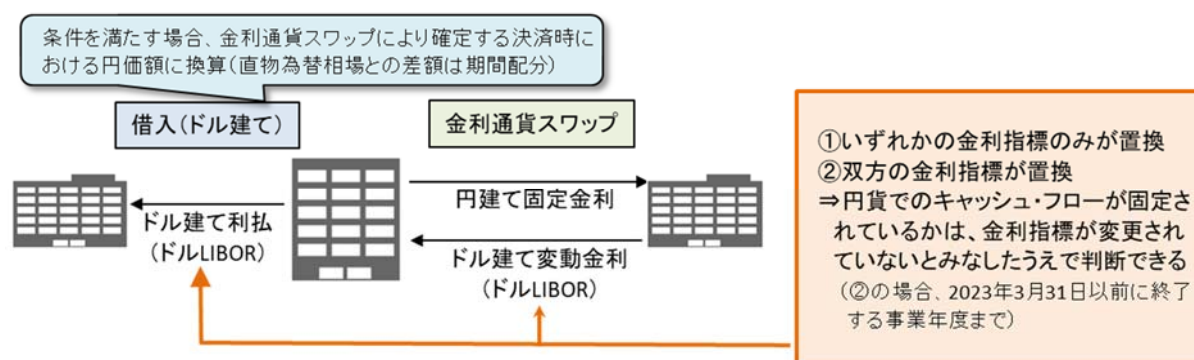 条件を満たす場合、金利通貨スワップにより確定する決済時に
おける円価額に換算(直物為替相場との差額は期間配分)
借入(ドル建て)
金利通貨スワップ
ドル建て利払
(ドルLIBOR)
円建て固定金利
ドル建て変動金利
(ドルLIBOR)
①いずれかの金利指標のみが置換
②双方の金利指標が置換
⇒円貨でのキャッシュ・フローが固定さ
れているかは、金利指標が変更され
ていないとみなしたうえで判断できる
(②の場合、2023年3月31日以前に終了
する事業年度まで)